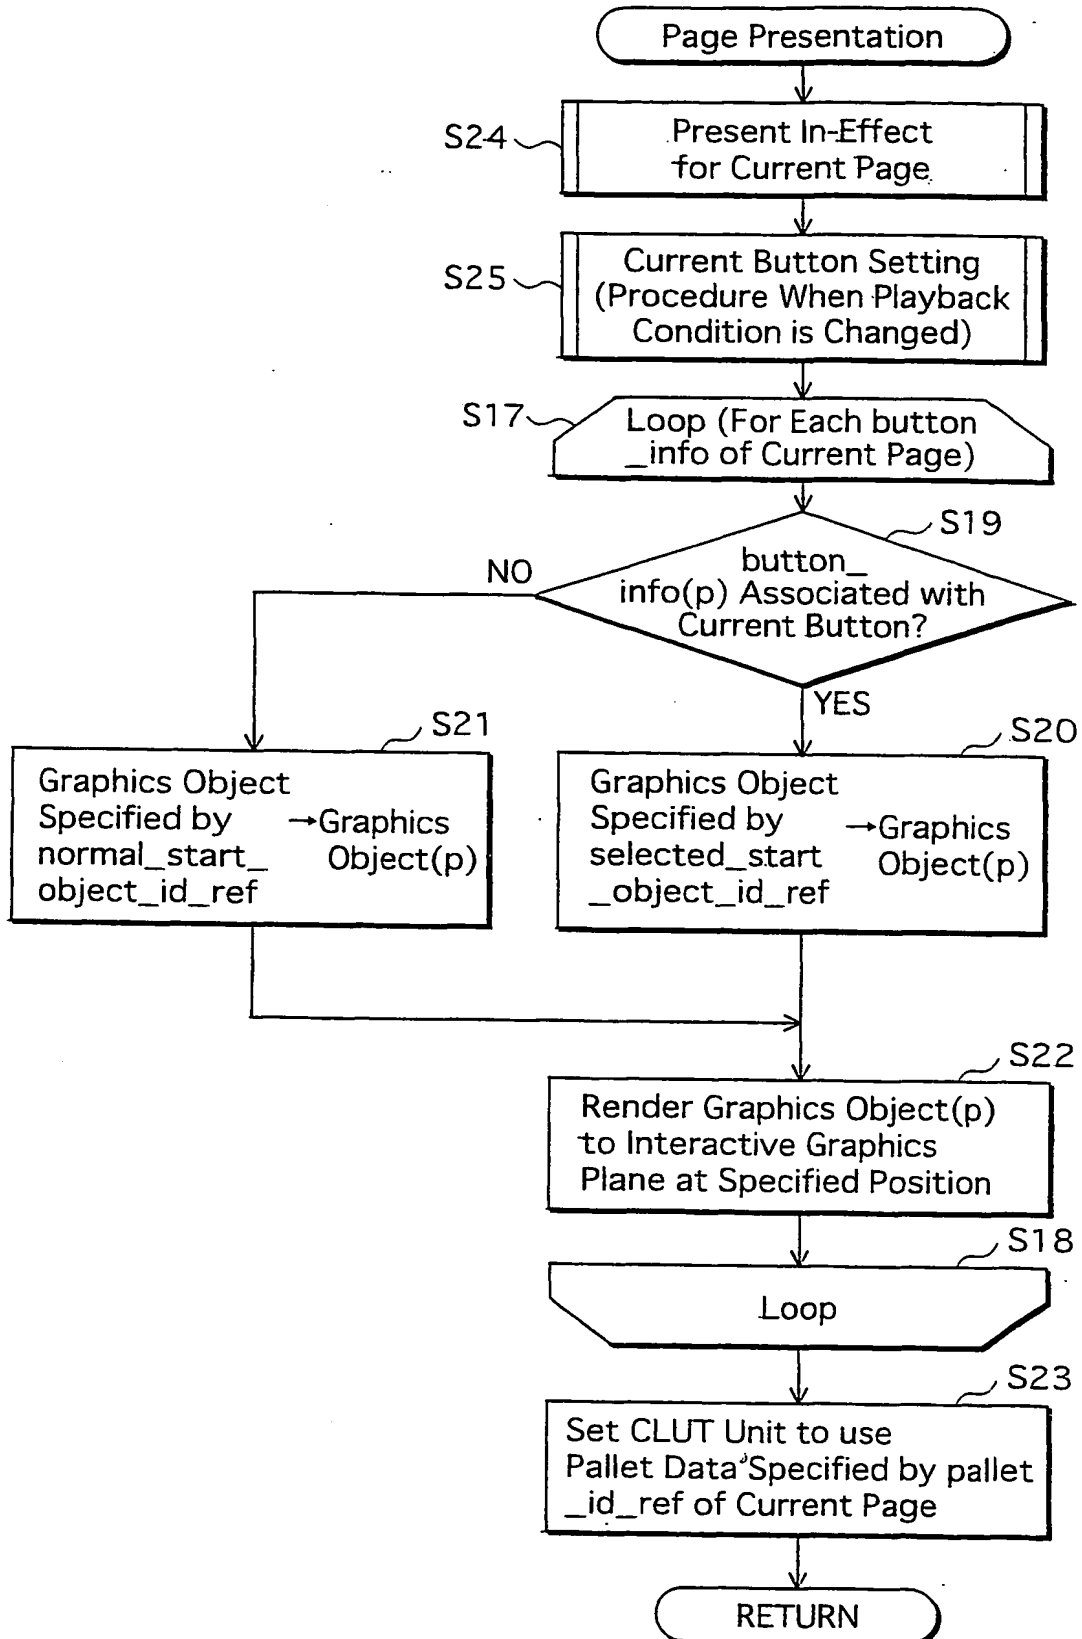 Page Presentation
S24
Present In-Effect
for Current Page
S25
Current Button Setting
(Procedure When Playback
Condition is Changed)
S17
Loop (For Each button
_info of Current Page)
S19
button_
info(p) Associated with
Current Button?
NO
YES
S21
Graphics Object
Specified by →Graphics
normal_start_ Object(p)
object_id_ref
S20
Graphics Object
Specified by →Graphics
selected_start Object(p)
_object_id_ref
S22
Render Graphics Object(p)
to Interactive Graphics
Plane at Specified Position
S18
Loop
S23
Set CLUT Unit to use
Pallet Data Specified by pallet
_id_ref of Current Page
RETURN